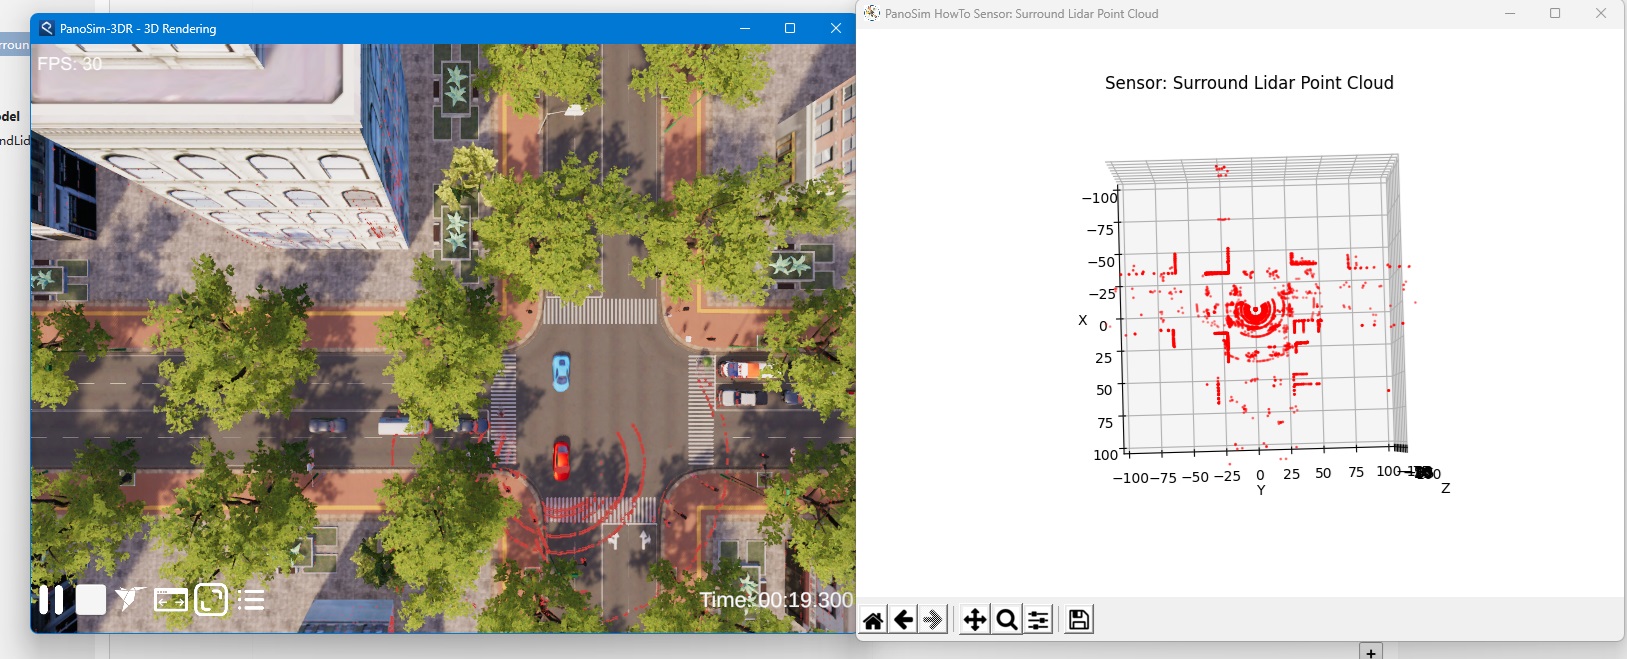 rroun
del
ndLid
PanoSim-3DR - 3D Rendering
FPS: 30
Time: 00:19.300
PanoSim HowTo Sensor: Surround Lidar Point Cloud
Sensor: Surround Lidar Point Cloud
−100
−75
−50
−25
X 0
25
50
75
100
−100 −75 −50 −25 0 25 50 75 100
Y
Z
+